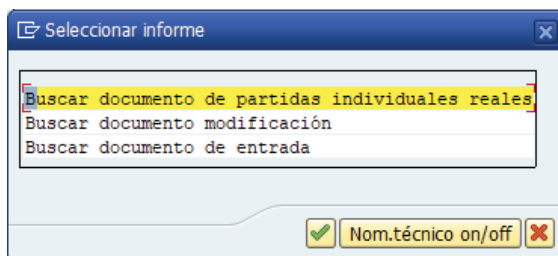 Seleccionar informe
Buscar documento de partidas individuales reales
Buscar documento modificación
Buscar documento de entrada
Nom.técnico on/off